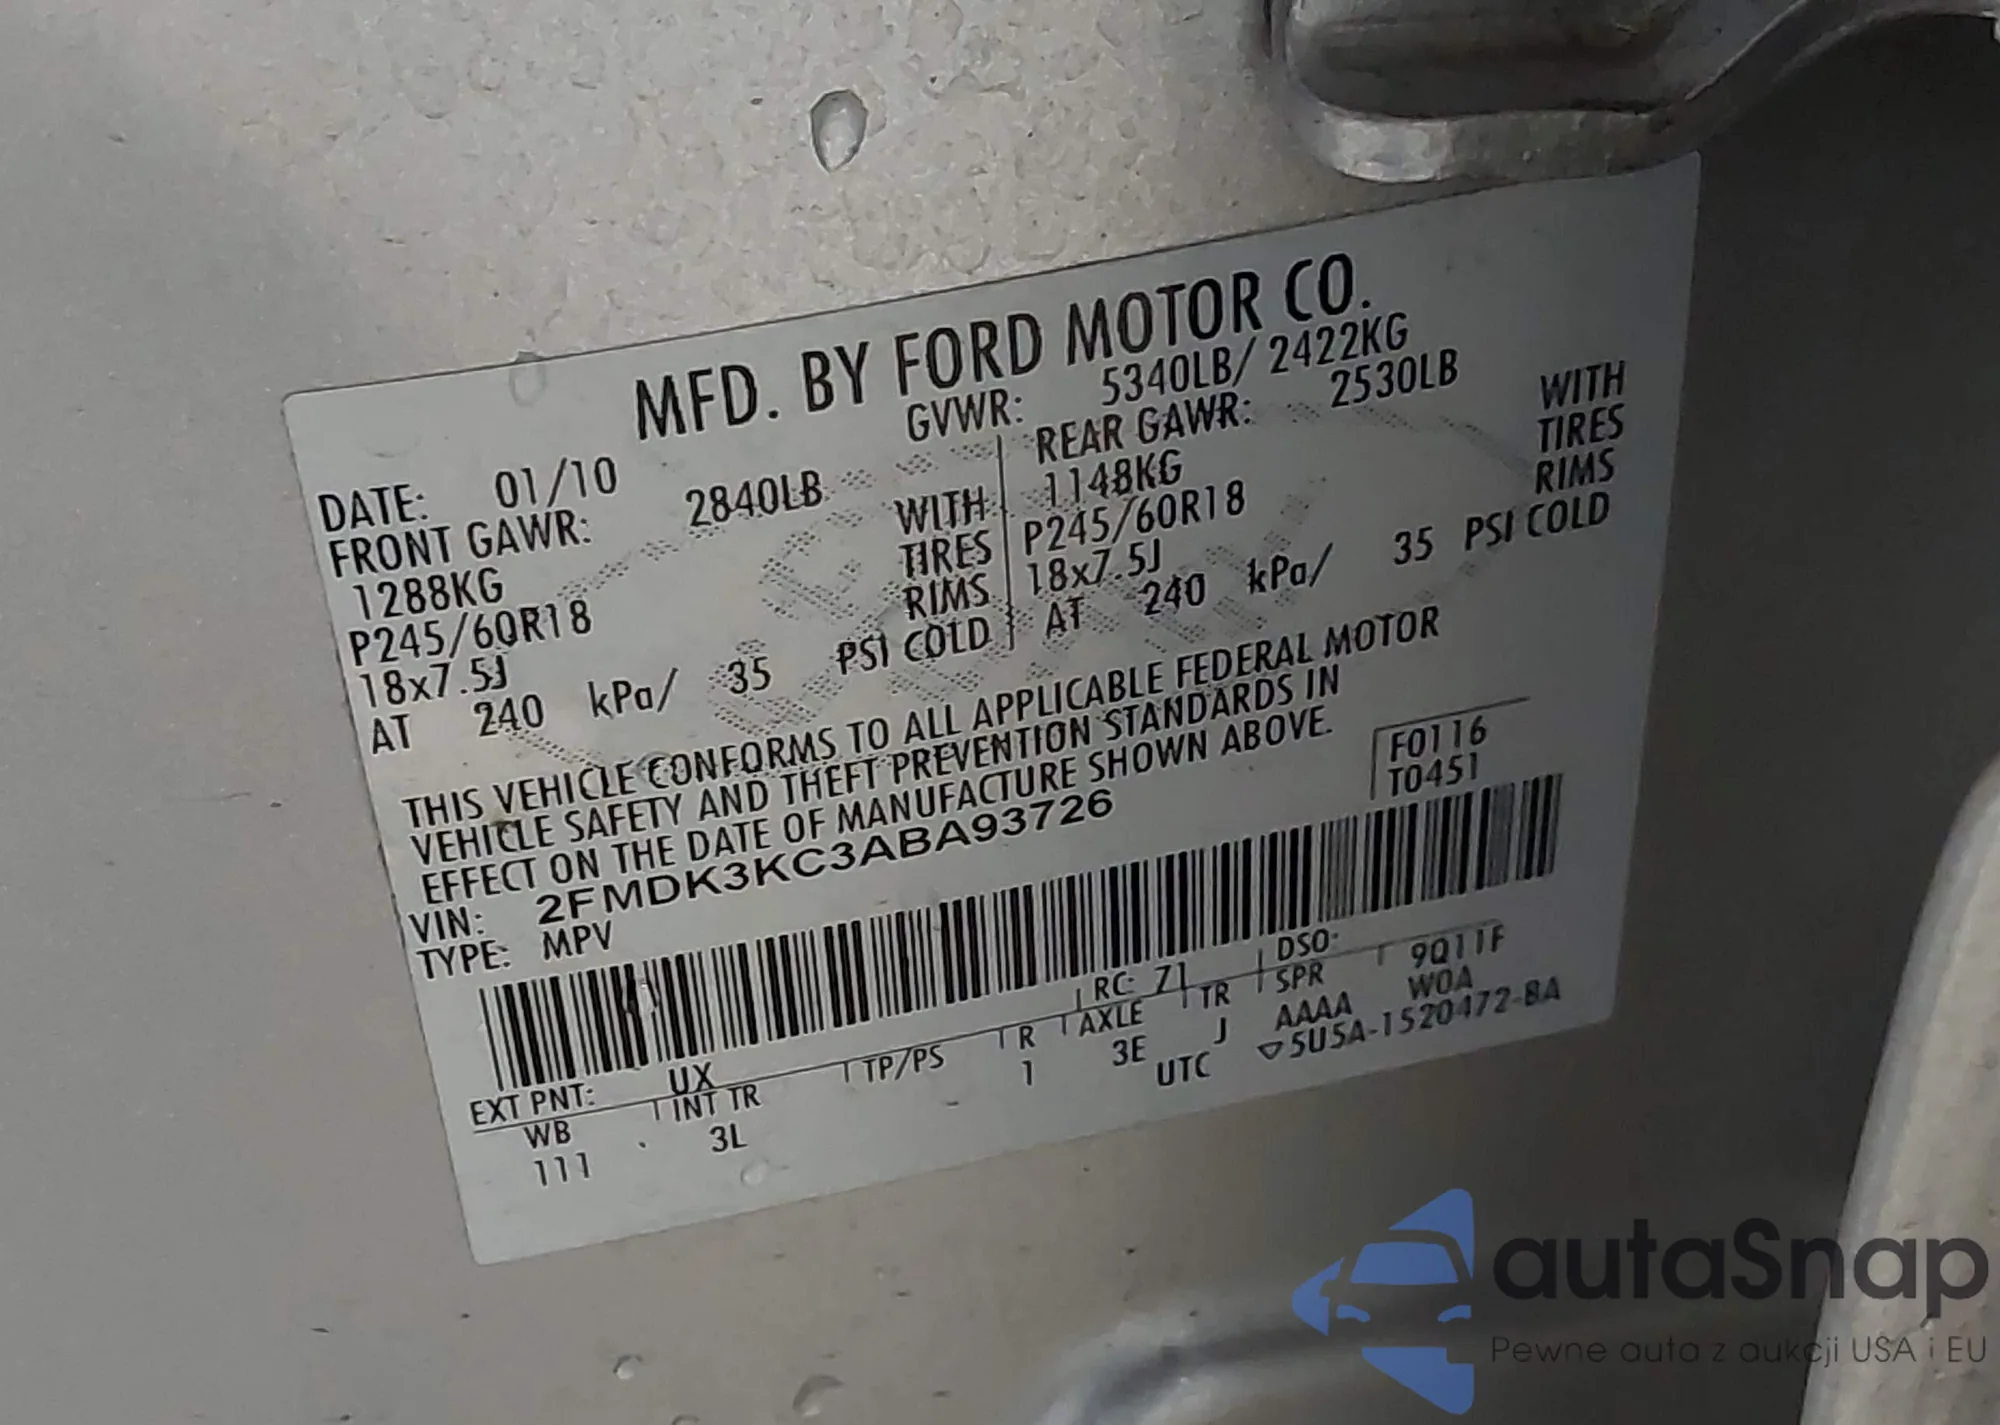 MFD. BY FORD MOTOR CO.
GVWR: 5340LB/ 2422KG
DATE: 01/10
FRONT GAWR: 2840LB
1288KG WITH
P245/60R18 TIRES
18x7.5J RIMS
AT 240 kPa/ 35 PSI COLD
REAR GAWR: 2530LB
1148KG WITH
P245/60R18 TIRES
18x7.5J RIMS
AT 240 kPa/ 35 PSI COLD
THIS VEHICLE CONFORMS TO ALL APPLICABLE FEDERAL MOTOR
VEHICLE SAFETY AND THEFT PREVENTION STANDARDS IN
EFFECT ON THE DATE OF MANUFACTURE SHOWN ABOVE.
VIN: 2FMDK3KC3ABA93726
TYPE: MPV
F0116
T0451
EXT PNT: UX RC: 71 DSO:
WB INT TR TP/PS R AXLE TR SPR 9Q11F
111 3L 1 3E J AAAA W0A
UTC ▽5U5A-1520472-BA
autaSnap
Pewne auta z aukcji USA i EU